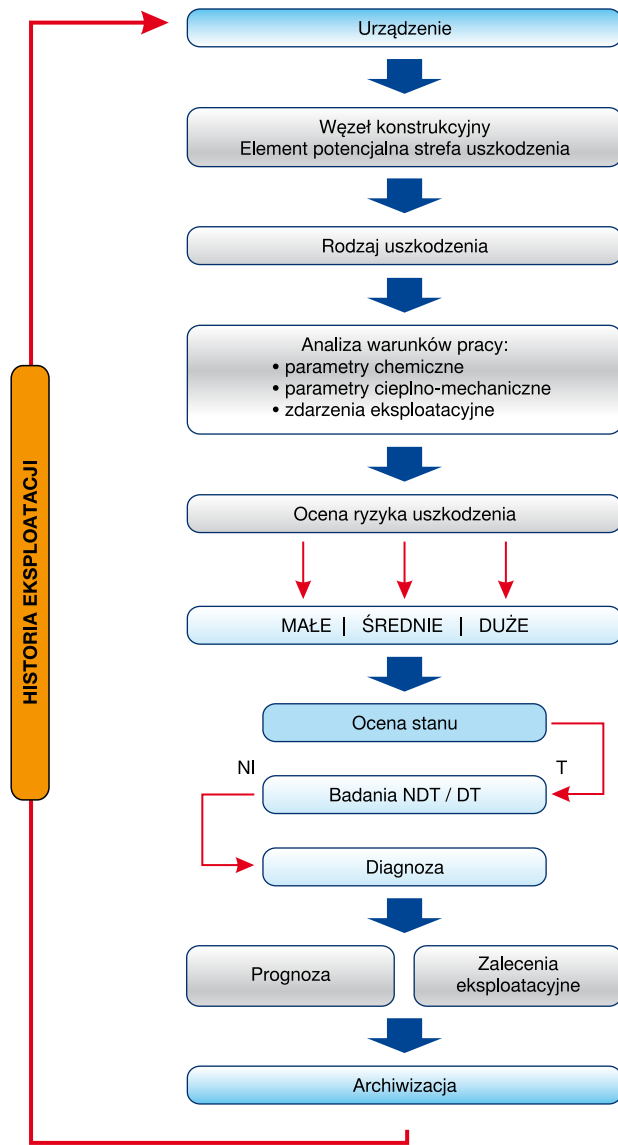 Urządzenie
Węzeł konstrukcyjny
Element potencjalna strefa uszkodzenia
Rodzaj uszkodzenia
Analiza warunków pracy:
• parametry chemiczne
• parametry cieplno-mechaniczne
• zdarzenia eksploatacyjne
Ocena ryzyka uszkodzenia
MAŁE | ŚREDNIE | DUŻE
Ocena stanu
NI T
Badania NDT / DT
Diagnoza
Prognoza
Zalecenia
eksploatacyjne
Archiwizacja
HISTORIA EKSPLOATACJI